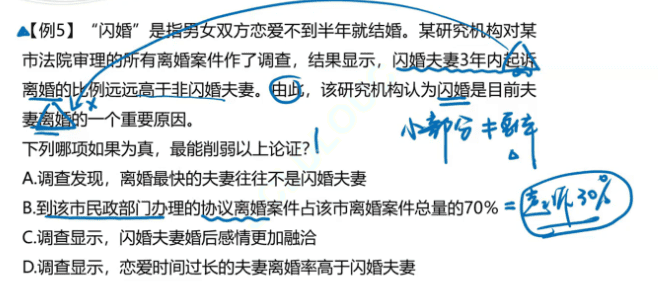 【例5】“闪婚”是指男女双方恋爱不到半年就结婚。某研究机构对某
市法院审理的所有离婚案件作了调查，结果显示，闪婚夫妻3年内起诉
离婚的比例远远高于非闪婚夫妻。由此，该研究机构认为闪婚是目前夫
妻离婚的一个重要原因。
小部分
下列哪项如果为真，最能削弱以上论证？
A.调查发现，离婚最快的夫妻往往不是闪婚夫妻
B.到该市民政部门办理的协议离婚案件占该市离婚案件总量的70% = 起诉30%
C.调查显示，闪婚夫妻婚后感情更加融洽
D.调查显示，恋爱时间过长的夫妻离婚率高于闪婚夫妻